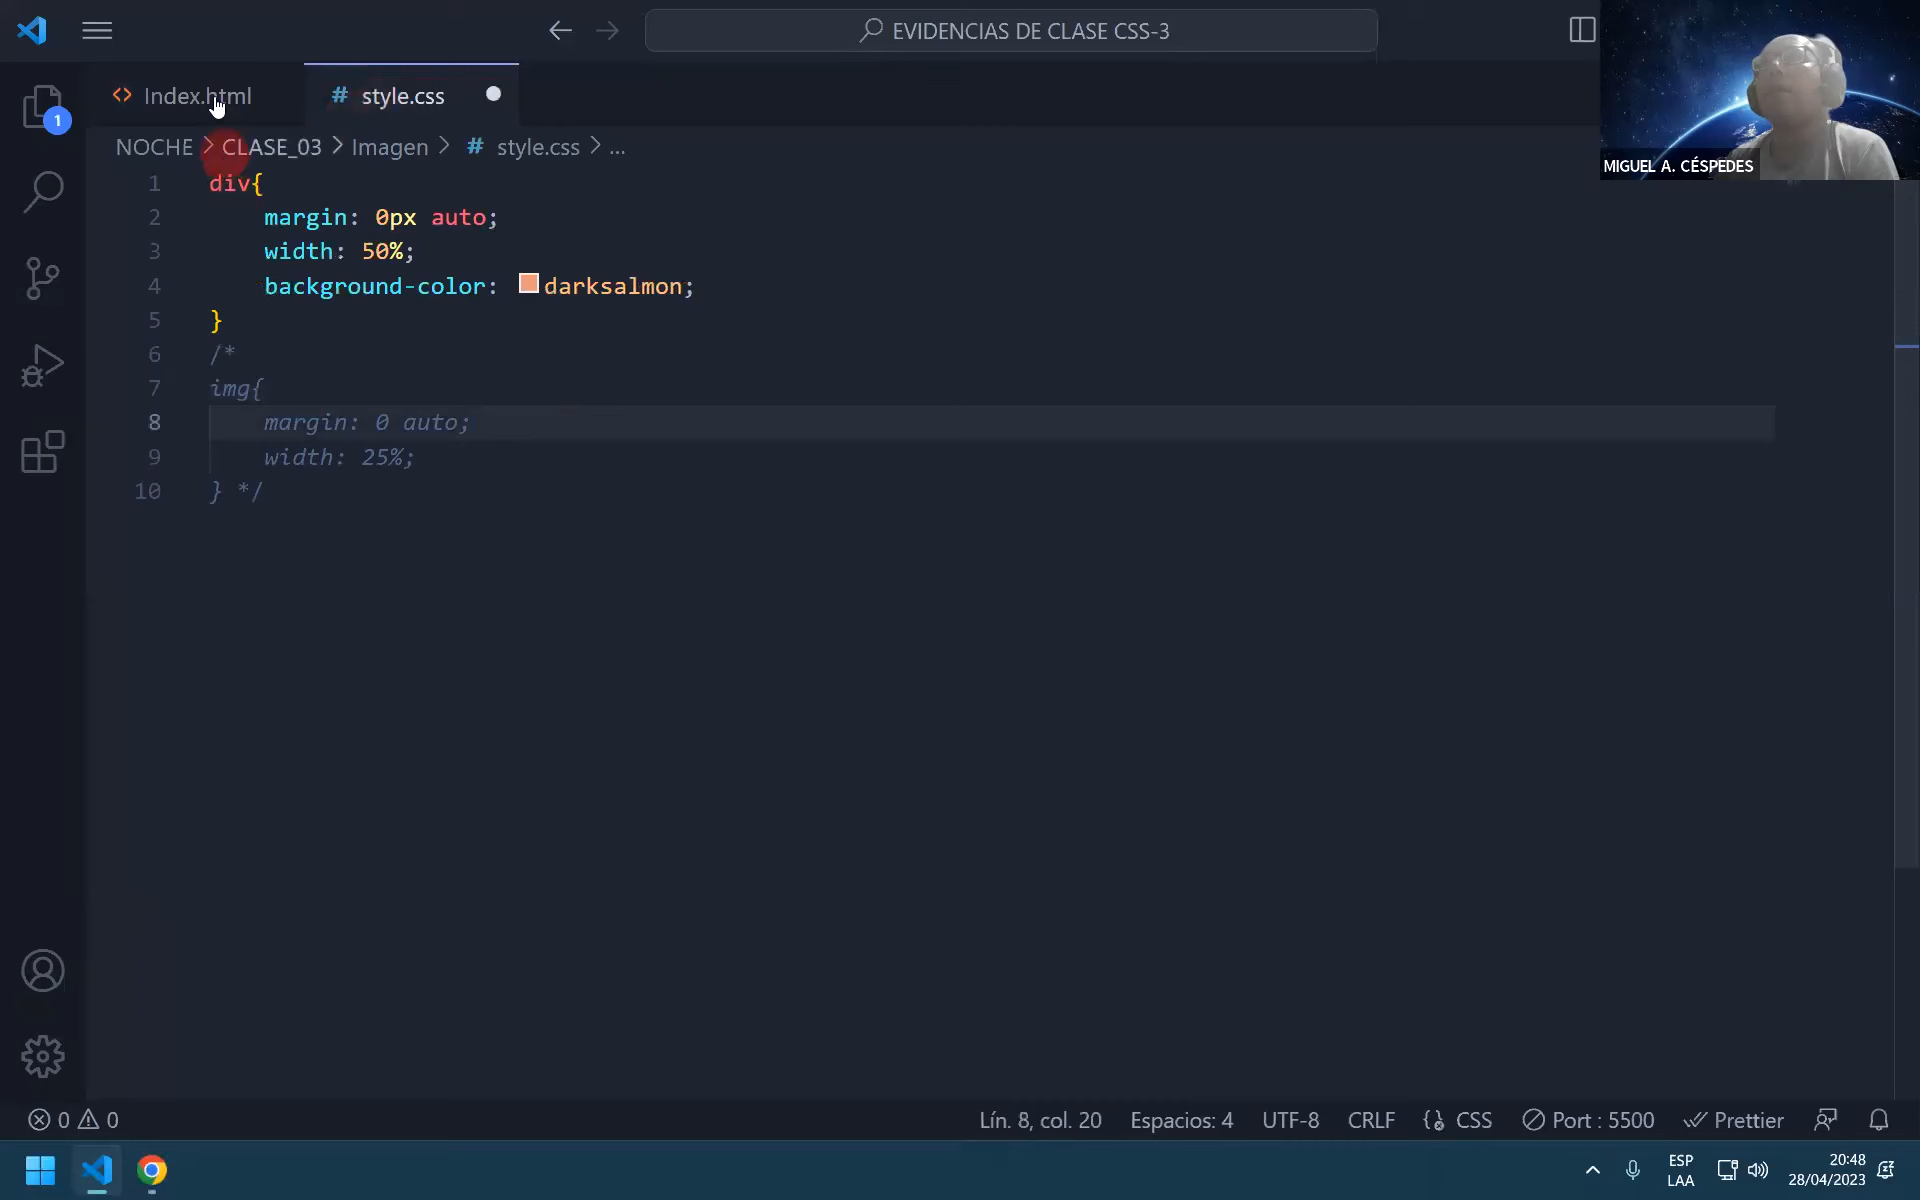 EVIDENCIAS DE CLASE CSS-3
<> Index.html
# style.css
MIGUEL A. CÉSPEDES
1
NOCHE > CLASE_03 > Imagen > # style.css > ...
1 div{
2 margin: 0px auto;
3 width: 50%;
4 background-color: darksalmon;
5 }
6 /*
7 img{
8 margin: 0 auto;
9 width: 25%;
10 } */
0 0
Lín. 8, col. 20
Espacios: 4
UTF-8
CRLF
{} CSS
Port : 5500
Prettier
ESP
LAA
20:48
28/04/2023